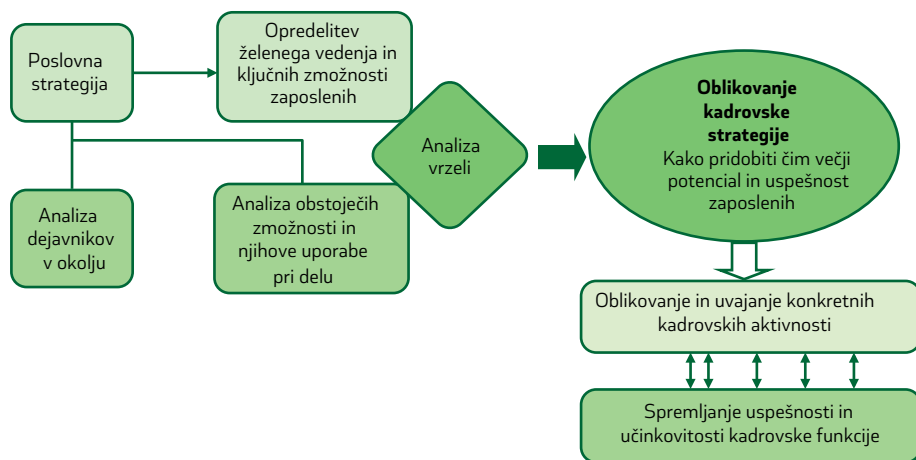 Poslovna
strategija
Opredelitev
želenega vedenja in
ključnih zmožnosti
zaposlenih
Analiza
dejavnikov
v okolju
Analiza obstoječih
zmožnosti in
njihove uporabe
pri delu
Analiza
vrzeli
Oblikovanje
kadrovske
strategije
Kako pridobiti čim večji
potencial in uspešnost
zaposlenih
Oblikovanje in uvajanje konkretnih
kadrovskih aktivnosti
Spremljanje uspešnosti in
učinkovitosti kadrovske funkcije